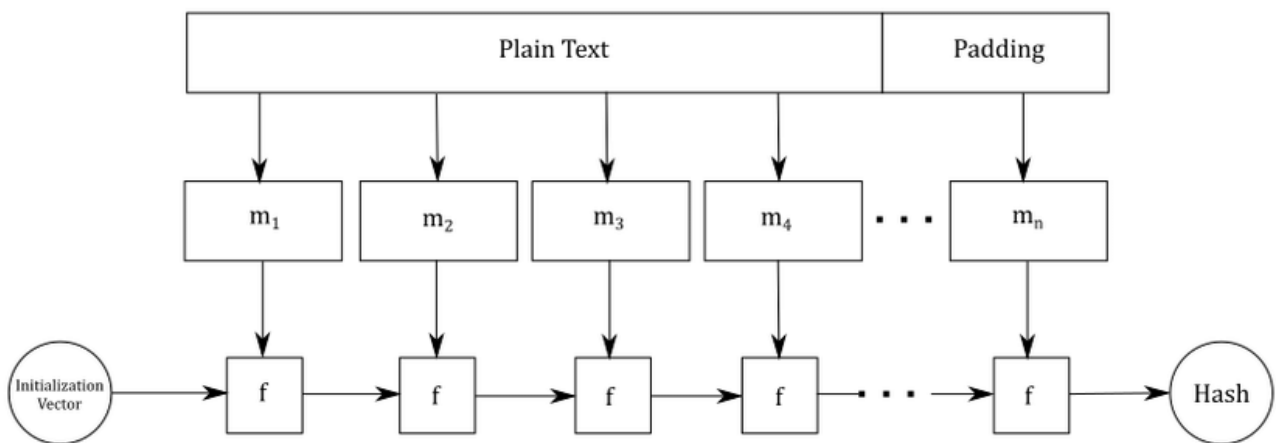 Plain Text Padding
m₁ m₂ m₃ m₄ . . . mₙ
Initialization
Vector
f f f f . . . f
Hash